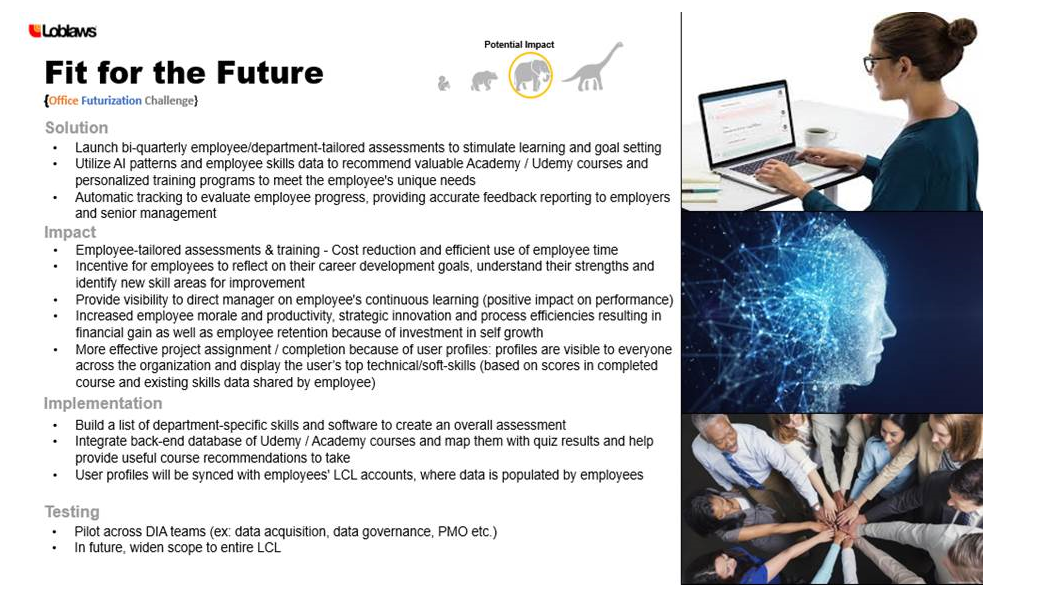 Loblaws
Potential Impact
Fit for the Future
{Office Futurization Challenge}
Solution
• Launch bi-quarterly employee/department-tailored assessments to stimulate learning and goal setting
• Utilize AI patterns and employee skills data to recommend valuable Academy / Udemy courses and
personalized training programs to meet the employee's unique needs
• Automatic tracking to evaluate employee progress, providing accurate feedback reporting to employers
and senior management
Impact
• Employee-tailored assessments & training - Cost reduction and efficient use of employee time
• Incentive for employees to reflect on their career development goals, understand their strengths and
identify new skill areas for improvement
• Provide visibility to direct manager on employee's continuous learning (positive impact on performance)
• Increased employee morale and productivity, strategic innovation and process efficiencies resulting in
financial gain as well as employee retention because of investment in self growth
• More effective project assignment / completion because of user profiles: profiles are visible to everyone
across the organization and display the user's top technical/soft-skills (based on scores in completed
course and existing skills data shared by employee)
Implementation
• Build a list of department-specific skills and software to create an overall assessment
• Integrate back-end database of Udemy / Academy courses and map them with quiz results and help
provide useful course recommendations to take
• User profiles will be synced with employees' LCL accounts, where data is populated by employees
Testing
• Pilot across DIA teams (ex: data acquisition, data governance, PMO etc.)
• In future, widen scope to entire LCL